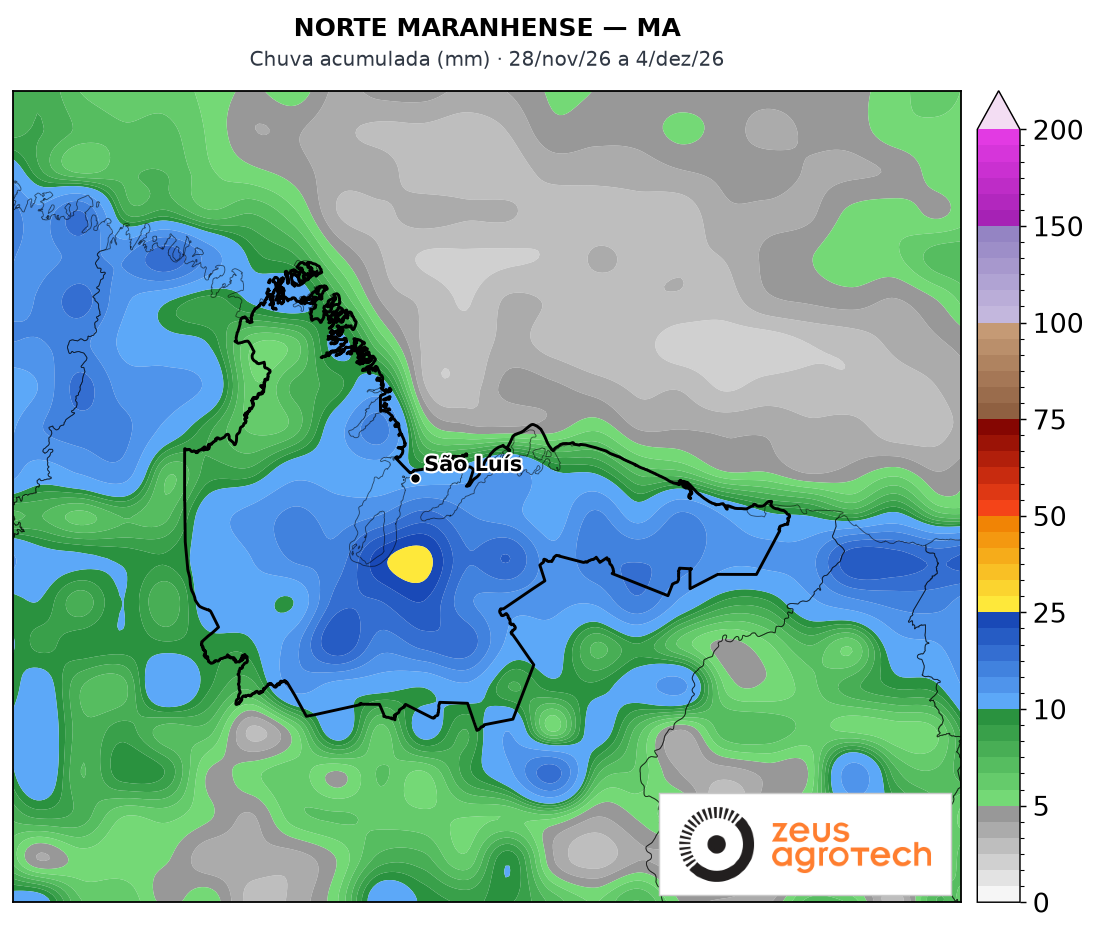 NORTE MARANHENSE — MA
Chuva acumulada (mm) · 28/nov/26 a 4/dez/26
São Luís
200
150
100
75
50
25
10
5
0
zeus
agrotech